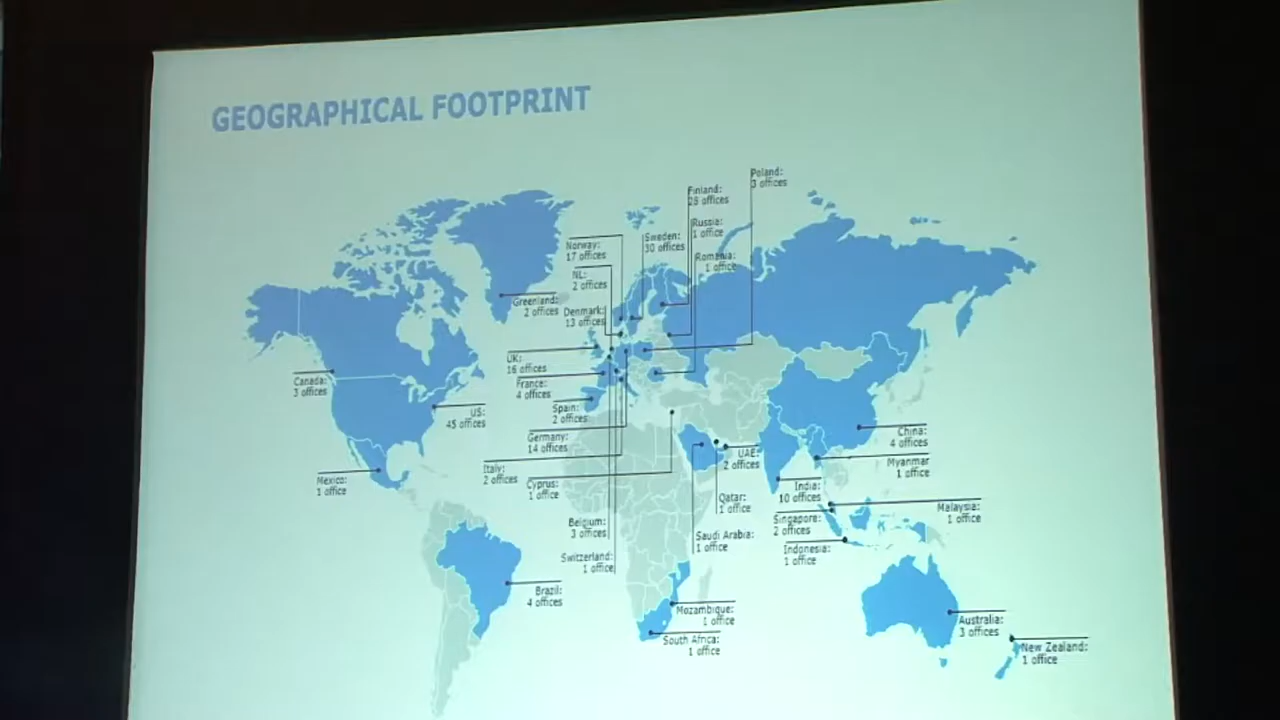 GEOGRAPHICAL FOOTPRINT
Poland:
3 offices
Finland:
28 offices
Russia:
1 office
Sweden:
30 offices
Norway:
17 offices
Romania:
1 office
NL:
2 offices
Greenland:
2 offices
Denmark:
13 offices
UK:
16 offices
Canada:
3 offices
France:
4 offices
US:
45 offices
Spain:
2 offices
Germany:
14 offices
China:
4 offices
UAE:
2 offices
Myanmar
1 office
Italy:
2 offices
Mexico:
1 office
Cyprus:
1 office
India:
10 offices
Qatar:
1 office
Malaysia:
1 office
Singapore:
2 offices
Belgium:
3 offices
Saudi Arabia:
1 office
Indonesia:
1 office
Switzerland:
1 office
Brazil:
4 offices
Mozambique:
1 office
Australia:
3 offices
South Africa:
1 office
New Zealand:
1 office